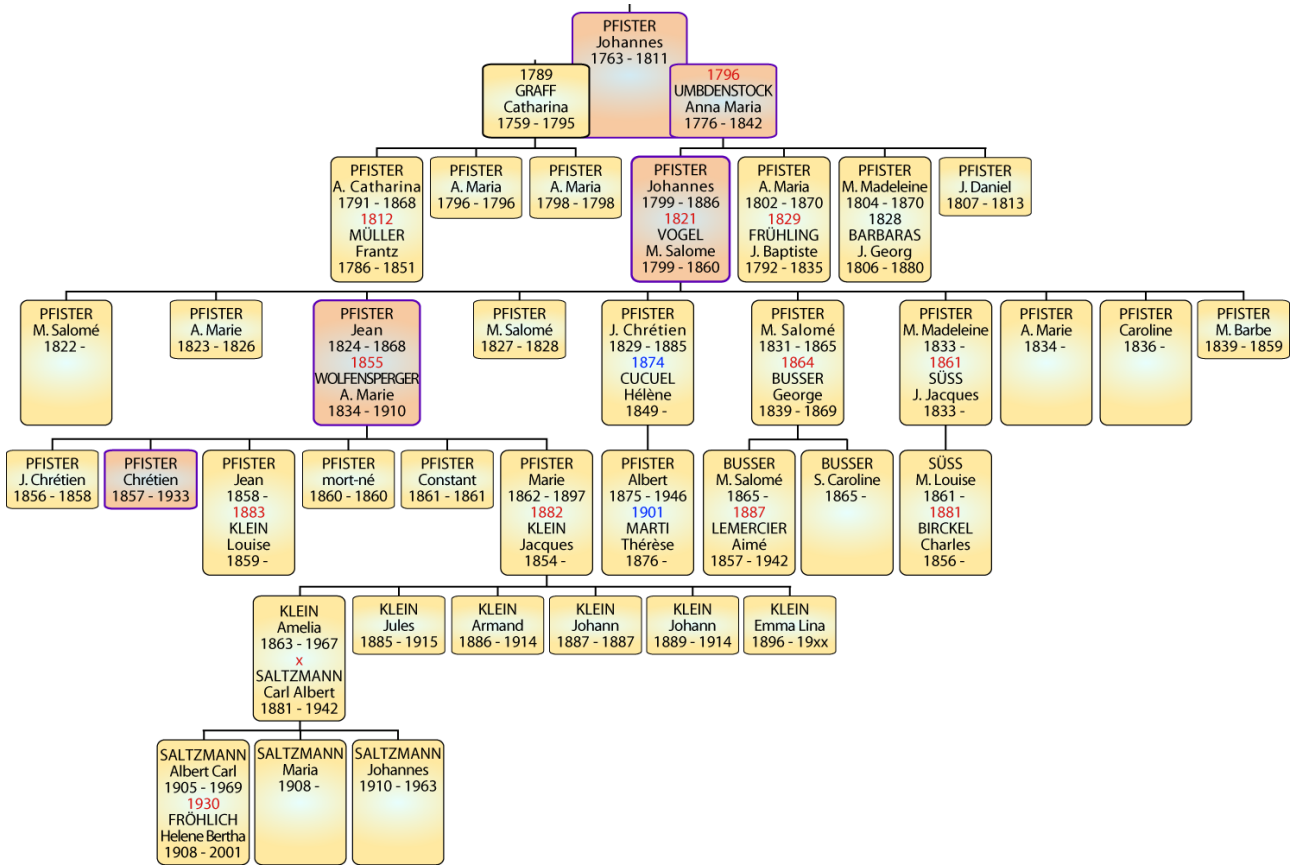 PFISTER
Johannes
1763 - 1811
1789
GRAFF
Catharina
1759 - 1795
1796
UMBDENSTOCK
Anna Maria
1776 - 1842
PFISTER
A. Catharina
1791 - 1868
1812
MÜLLER
Frantz
1786 - 1851
PFISTER
A. Maria
1796 - 1796
PFISTER
A. Maria
1798 - 1798
PFISTER
Johannes
1799 - 1886
1821
VOGEL
M. Salome
1799 - 1860
PFISTER
A. Maria
1802 - 1870
1829
FRÜHLING
J. Baptiste
1792 - 1835
PFISTER
M. Madeleine
1804 - 1870
1828
BARBARAS
J. Georg
1806 - 1880
PFISTER
J. Daniel
1807 - 1813
PFISTER
M. Salomé
1822 -
PFISTER
A. Marie
1823 - 1826
PFISTER
Jean
1824 - 1868
1855
WOLFENSPERGER
A. Marie
1834 - 1910
PFISTER
M. Salomé
1827 - 1828
PFISTER
J. Chrétien
1829 - 1885
1874
CUCUEL
Hélène
1849 -
PFISTER
M. Salomé
1831 - 1865
1864
BUSSER
George
1839 - 1869
PFISTER
M. Madeleine
1833 -
1861
SÜSS
J. Jacques
1833 -
PFISTER
A. Marie
1834 -
PFISTER
Caroline
1836 -
PFISTER
M. Barbe
1839 - 1859
PFISTER
J. Chrétien
1856 - 1858
PFISTER
Chrétien
1857 - 1933
PFISTER
Jean
1858 -
1883
KLEIN
Louise
1859 -
PFISTER
mort-né
1860 - 1860
PFISTER
Constant
1861 - 1861
PFISTER
Marie
1862 - 1897
1882
KLEIN
Jacques
1854 -
PFISTER
Albert
1875 - 1946
1901
MARTI
Thérèse
1876 -
BUSSER
M. Salomé
1865 -
1887
LEMERCIER
Aimé
1857 - 1942
BUSSER
S. Caroline
1865 -
SÜSS
M. Louise
1861 -
1881
BIRCKEL
Charles
1856 -
KLEIN
Amelia
1863 - 1967
x
SALTZMANN
Carl Albert
1881 - 1942
KLEIN
Jules
1885 - 1915
KLEIN
Armand
1886 - 1914
KLEIN
Johann
1887 - 1887
KLEIN
Johann
1889 - 1914
KLEIN
Emma Lina
1896 - 19xx
SALTZMANN
Albert Carl
1905 - 1969
1930
FRÖHLICH
Helene Bertha
1908 - 2001
SALTZMANN
Maria
1908 -
SALTZMANN
Johannes
1910 - 1963